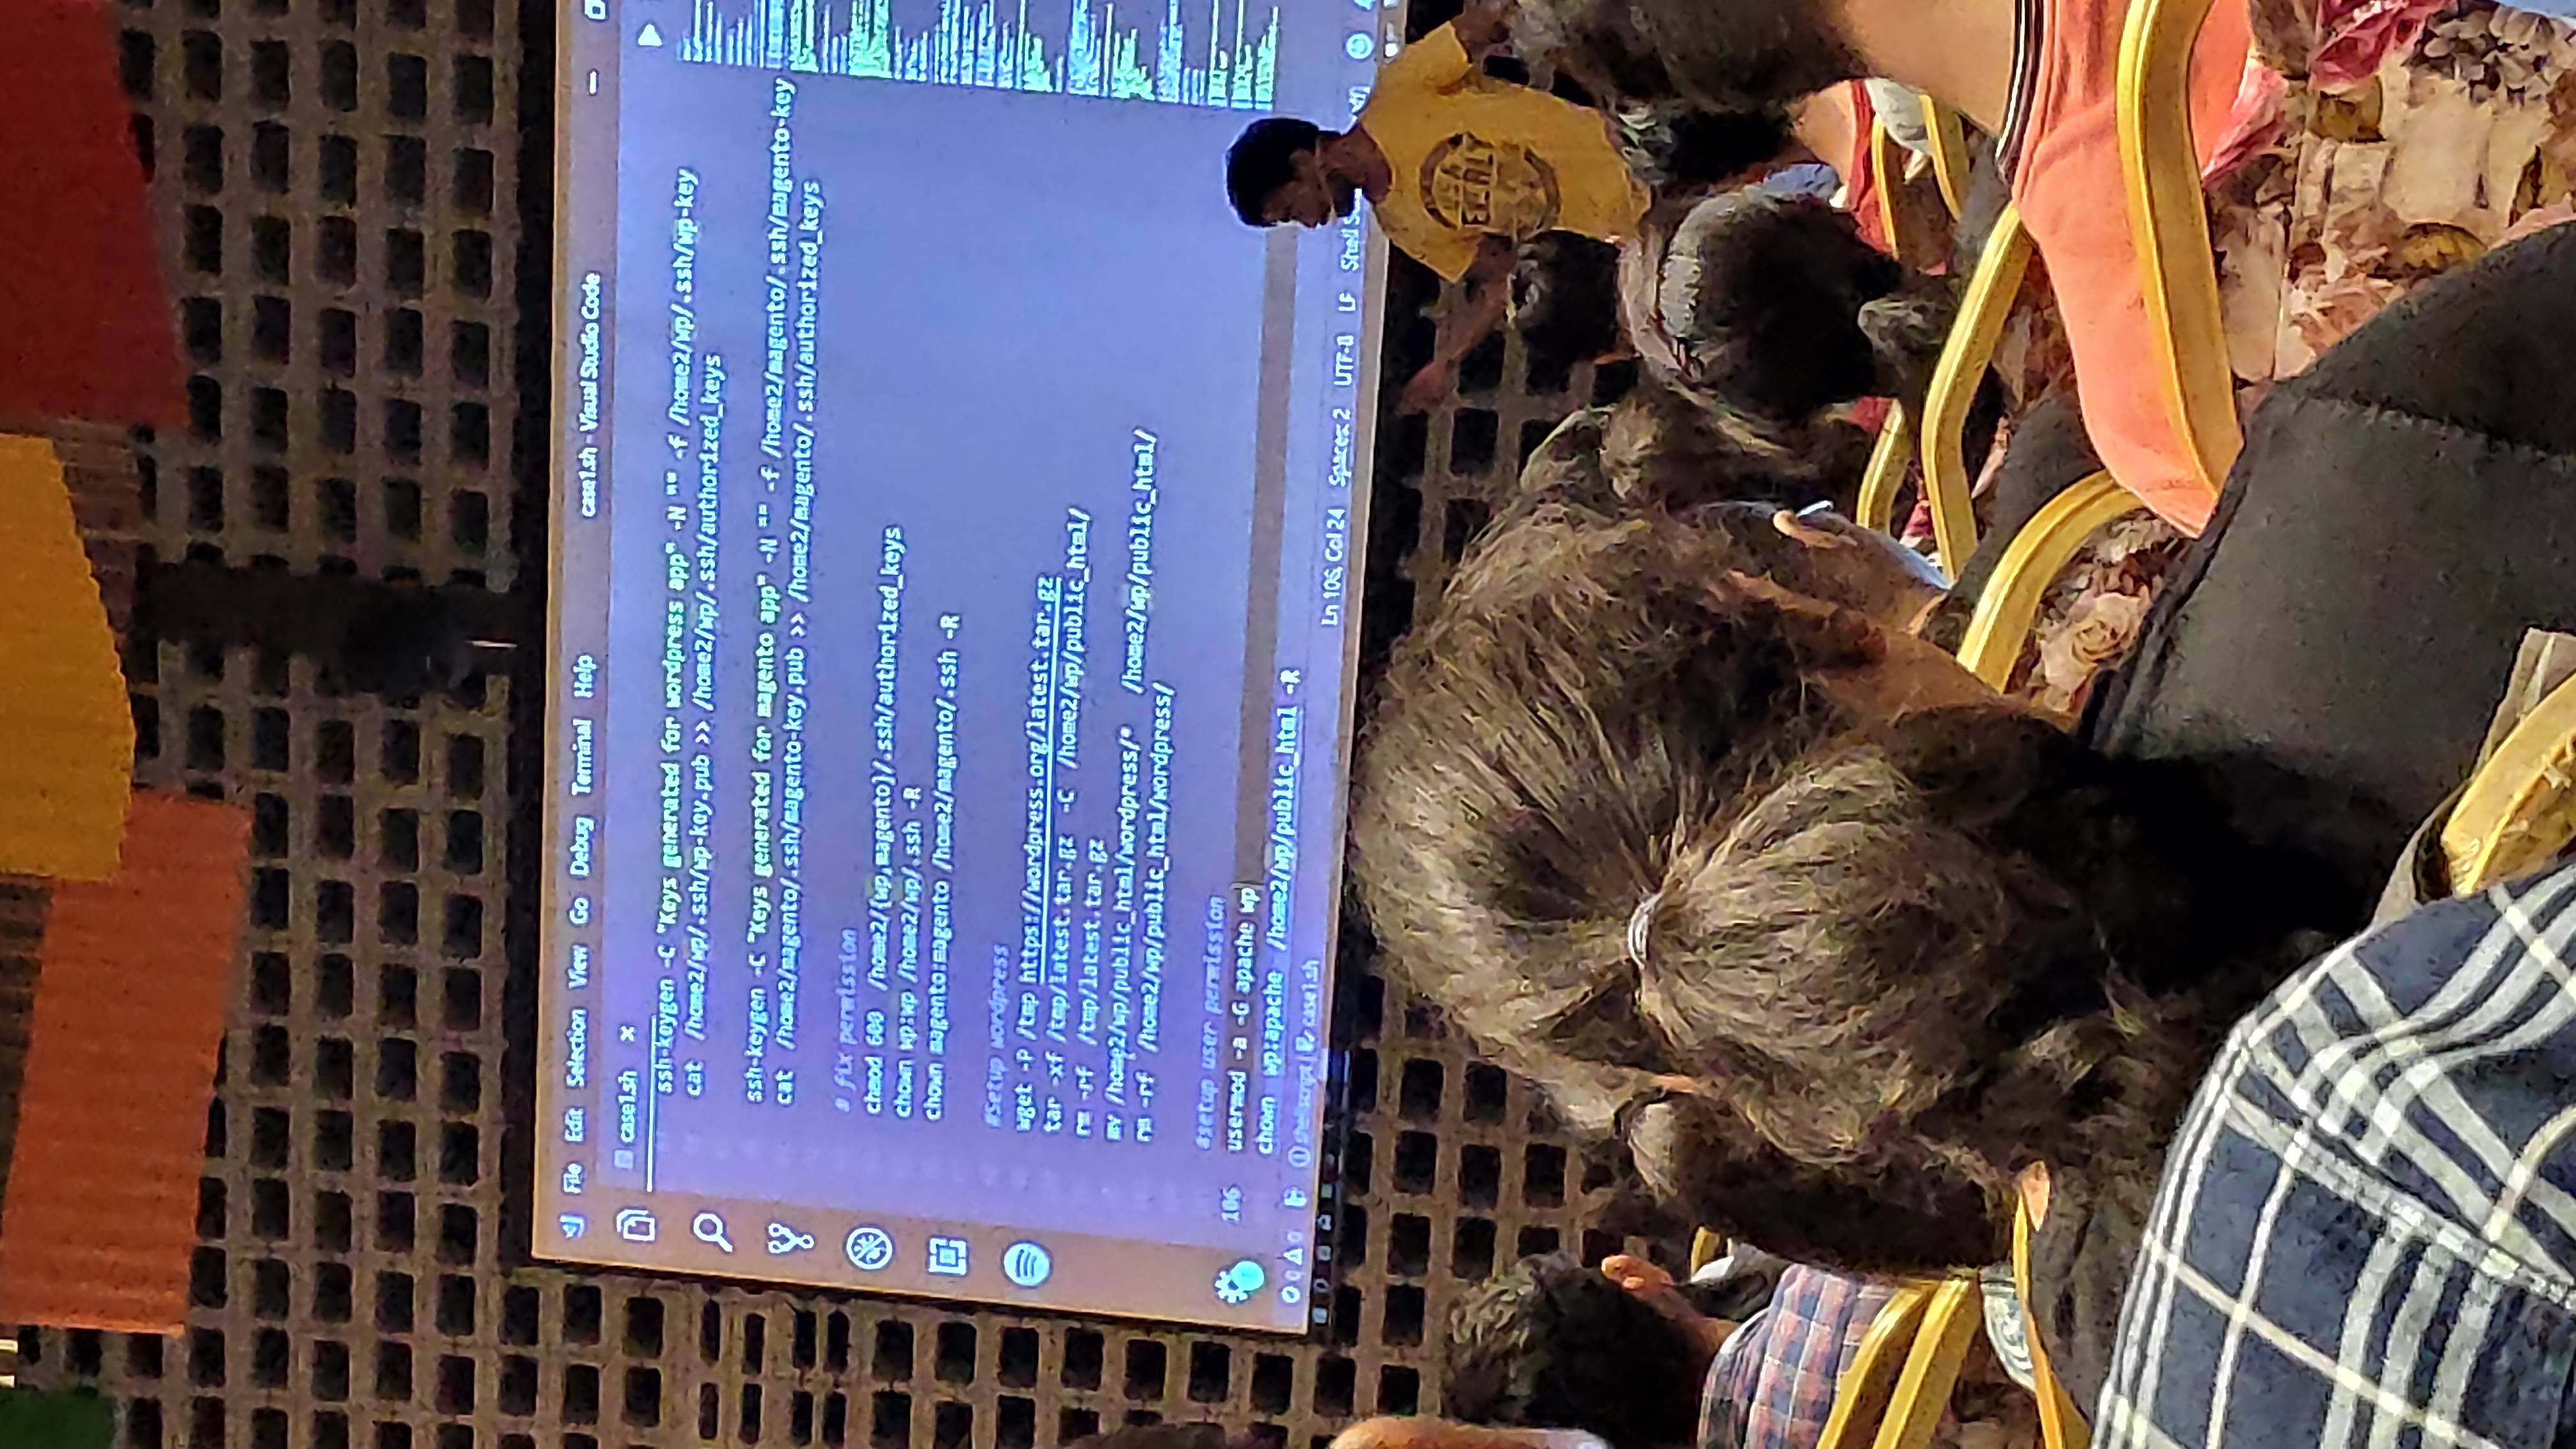 File Edit Selection View Go Debug Terminal Help case1.sh - Visual Studio Code
case1.sh
ssh-keygen -C "Keys generated for wordpress app" -N "" -f /home2/wp/.ssh/wp-key
cat /home2/wp/.ssh/wp-key.pub >> /home2/wp/.ssh/authorized_keys
ssh-keygen -C "Keys generated for magento app" -N "" -f /home2/magento/.ssh/magento-key
cat /home2/magento/.ssh/magento-key.pub >> /home2/magento/.ssh/authorized_keys
# fix permission
chmod 600 /home2/{wp,magento}/.ssh/authorized_keys
chown wp:wp /home2/wp/.ssh -R
chown magento:magento /home2/magento/.ssh -R
#Setup wordpress
wget -P /tmp https://wordpress.org/latest.tar.gz
tar -xf /tmp/latest.tar.gz -C /home2/wp/public_html/
rm -rf /tmp/latest.tar.gz
mv /home2/wp/public_html/wordpress/* /home2/wp/public_html/
rm -rf /home2/wp/public_html/wordpress/
#setup user permission
106 usermod -a -G apache wp
chown wp:apache /home2/wp/public_html -R
0 0 shellscript | case1.sh Ln 106, Col 24 Spaces: 2 UTF-8 LF Shell